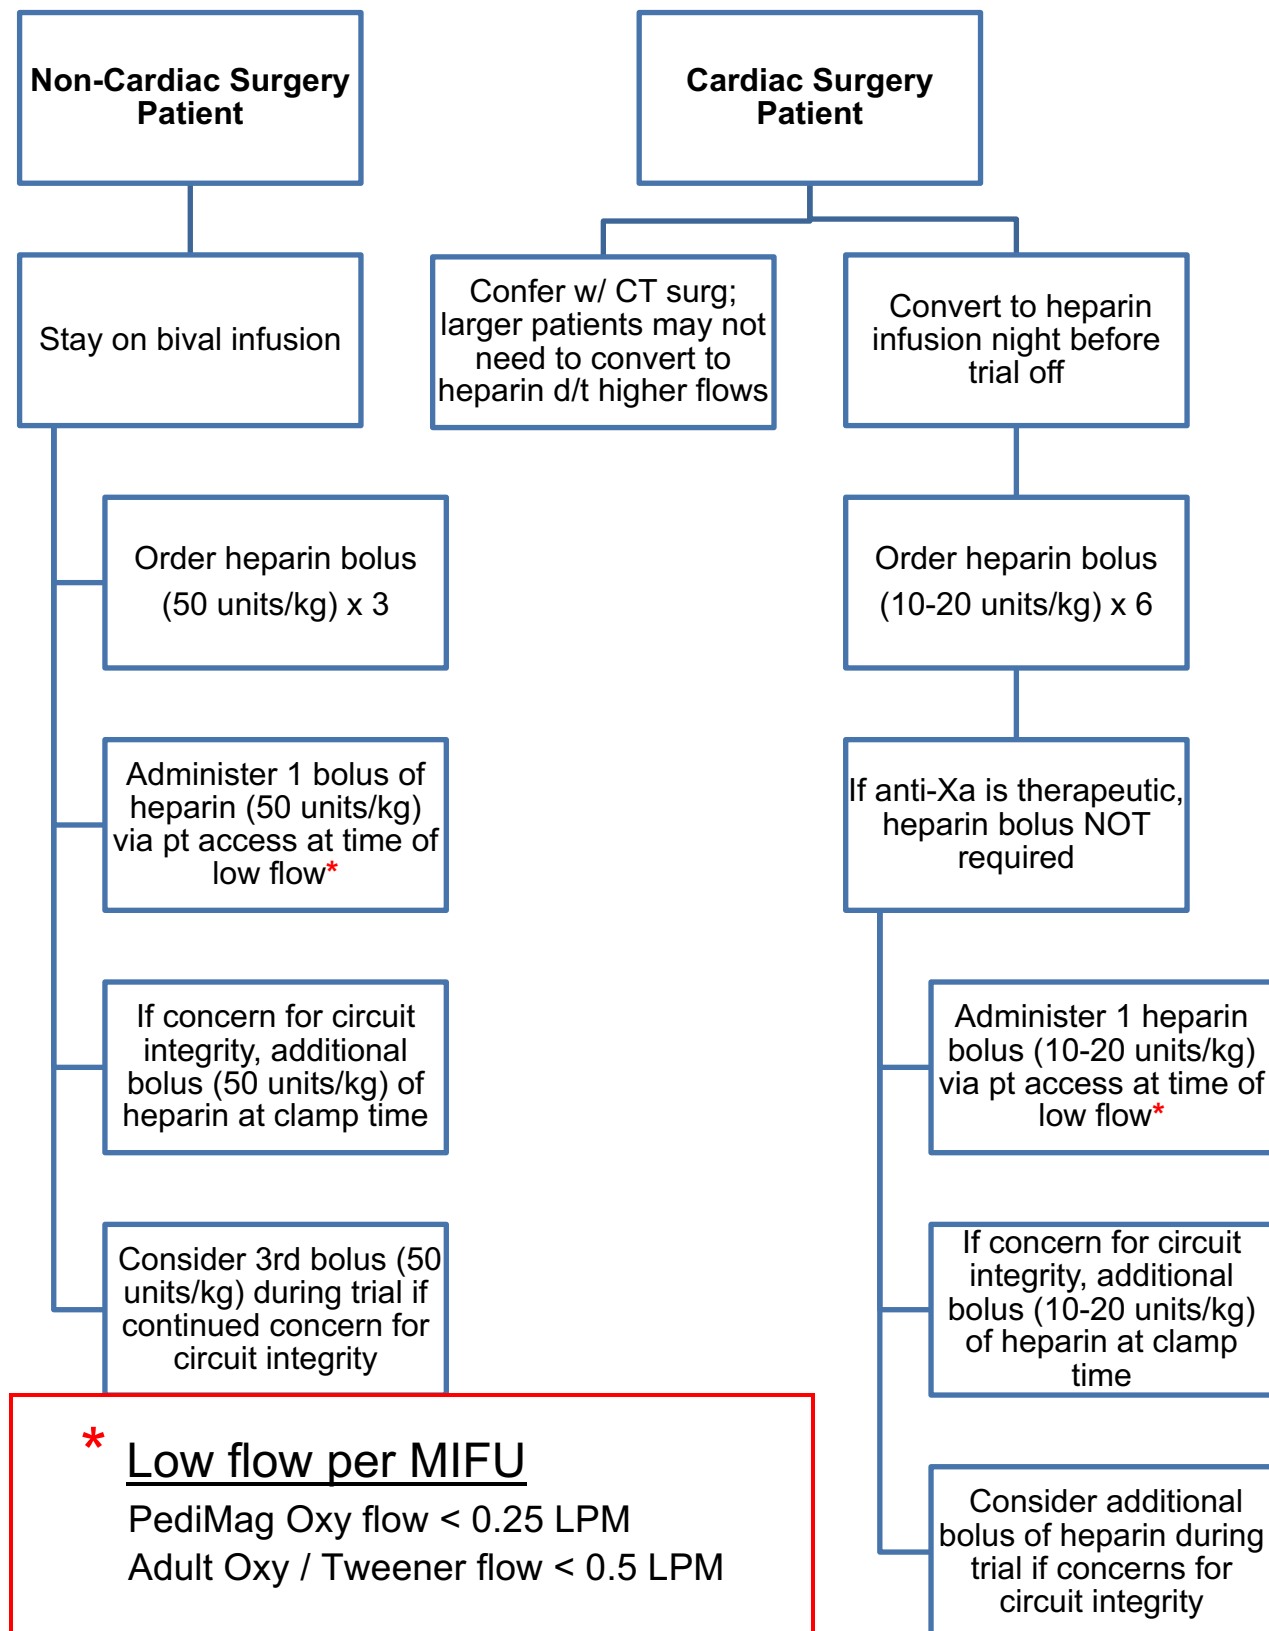 Non-Cardiac Surgery
Patient
Stay on bival infusion
Order heparin bolus
(50 units/kg) x 3
Administer 1 bolus of
heparin (50 units/kg)
via pt access at time of
low flow*
If concern for circuit
integrity, additional
bolus (50 units/kg) of
heparin at clamp time
Consider 3rd bolus (50
units/kg) during trial if
continued concern for
circuit integrity
Cardiac Surgery
Patient
Confer w/ CT surg;
larger patients may not
need to convert to
heparin d/t higher flows
Convert to heparin
infusion night before
trial off
Order heparin bolus
(10-20 units/kg) x 6
If anti-Xa is therapeutic,
heparin bolus NOT
required
Administer 1 heparin
bolus (10-20 units/kg)
via pt access at time of
low flow*
If concern for circuit
integrity, additional
bolus (10-20 units/kg)
of heparin at clamp
time
Consider additional
bolus of heparin during
trial if concerns for
circuit integrity
* Low flow per MIFU
PediMag Oxy flow < 0.25 LPM
Adult Oxy / Tweener flow < 0.5 LPM